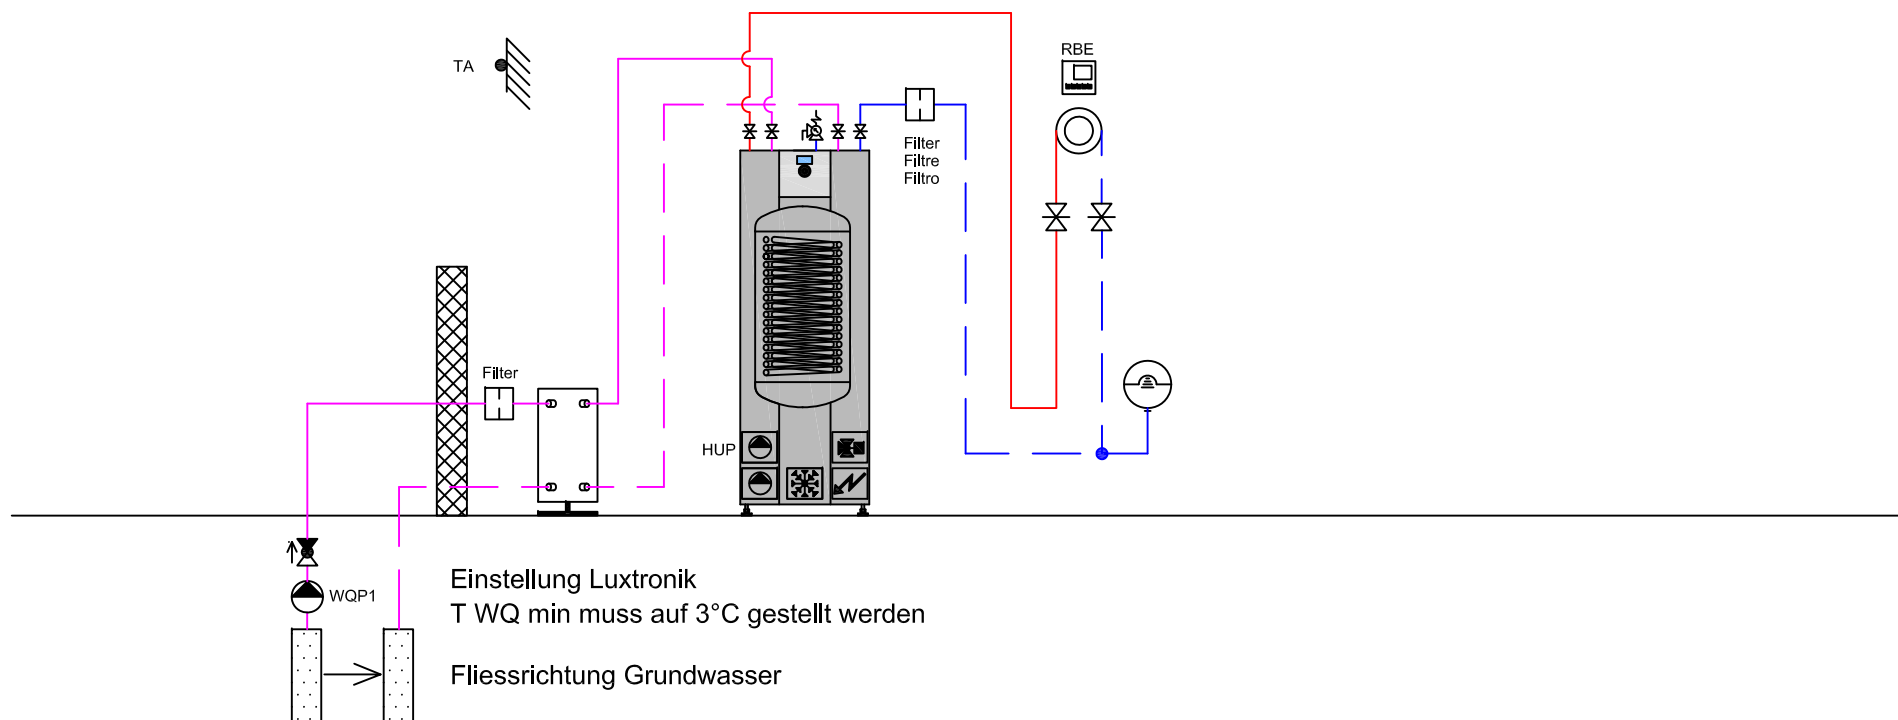 TA
RBE
Filter
Filtre
Filtro
Filter
HUP
WQP1
Einstellung Luxtronik
T WQ min muss auf 3°C gestellt werden
Fliessrichtung Grundwasser